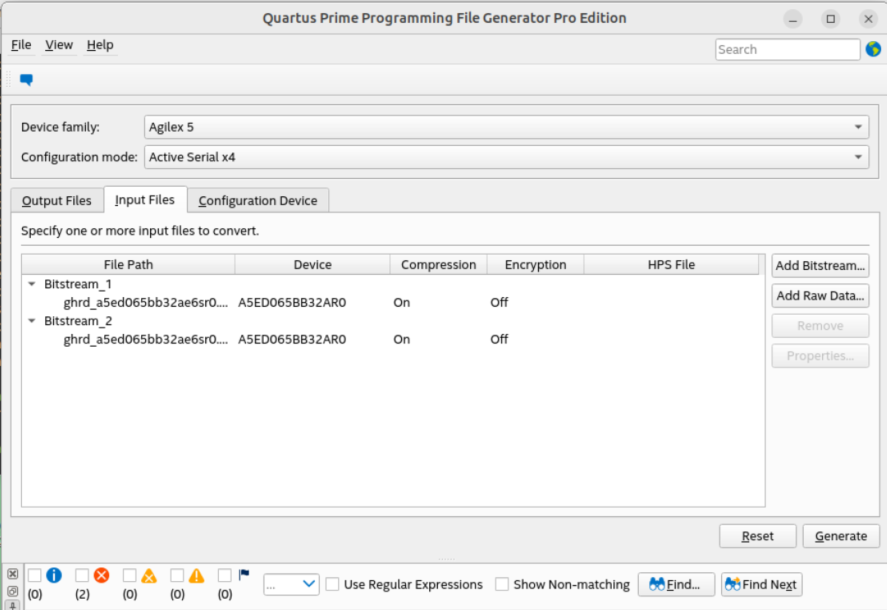 Quartus Prime Programming File Generator Pro Edition
File View Help
Search
Device family: Agilex 5
Configuration mode: Active Serial x4
Output Files Input Files Configuration Device
Specify one or more input files to convert.
File Path Device Compression Encryption HPS File
Add Bitstream...
Bitstream_1
ghrd_a5ed065bb32ae6sr0.... A5ED065BB32AR0 On Off
Add Raw Data...
Bitstream_2
Remove
ghrd_a5ed065bb32ae6sr0.... A5ED065BB32AR0 On Off
Properties...
Reset Generate
(0) (2) (0) (0) (0) ... Use Regular Expressions Show Non-matching Find... Find Next